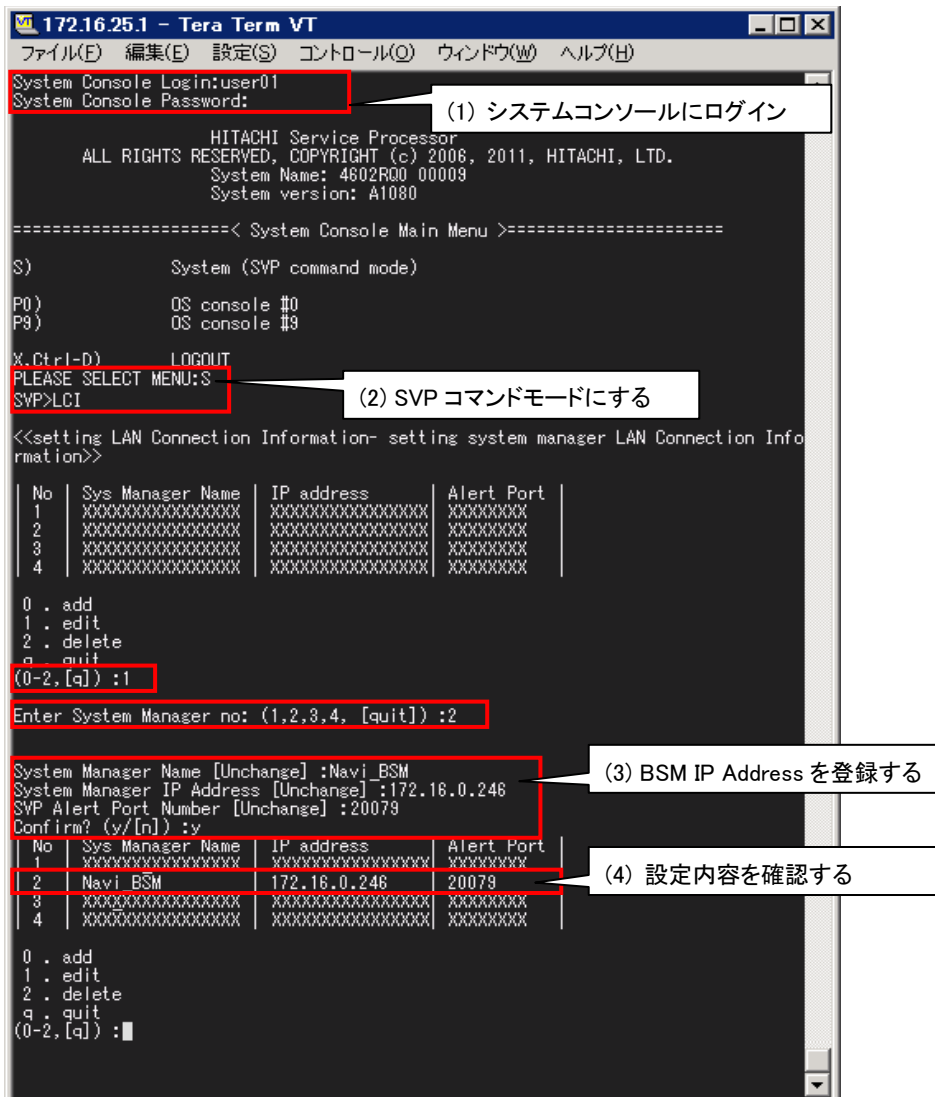 172.16.25.1 - Tera Term VT
ファイル(F) 編集(E) 設定(S) コントロール(O) ウィンドウ(W) ヘルプ(H)
System Console Login:user01
System Console Password:
(1) システムコンソールにログイン
HITACHI Service Processor
ALL RIGHTS RESERVED, COPYRIGHT (c) 2006, 2011, HITACHI, LTD.
System Name: 4602RQ0 00009
System version: A1080
======================< System Console Main Menu >======================
S) System (SVP command mode)
P0) OS console #0
P9) OS console #9
X.Ctrl-D) LOGOUT
PLEASE SELECT MENU:S
SVP>LCI
(2) SVP コマンドモードにする
<<setting LAN Connection Information- setting system manager LAN Connection Info
rmation>>
| No | Sys Manager Name | IP address | Alert Port |
| 1 | XXXXXXXXXXXXXXXX | XXXXXXXXXXXXXXXX| XXXXXXXX |
| 2 | XXXXXXXXXXXXXXXX | XXXXXXXXXXXXXXXX| XXXXXXXX |
| 3 | XXXXXXXXXXXXXXXX | XXXXXXXXXXXXXXXX| XXXXXXXX |
| 4 | XXXXXXXXXXXXXXXX | XXXXXXXXXXXXXXXX| XXXXXXXX |
0 . add
1 . edit
2 . delete
q . quit
(0-2,[q]) :1
Enter System Manager no: (1,2,3,4, [quit]) :2
System Manager Name [Unchange] :Navi_BSM
System Manager IP Address [Unchange] :172.16.0.246
SVP Alert Port Number [Unchange] :20079
Confirm? (y/[n]) :y
(3) BSM IP Address を登録する
| No | Sys Manager Name | IP address | Alert Port |
| 1 | XXXXXXXXXXXXXXXX | XXXXXXXXXXXXXXXX| XXXXXXXX |
| 2 | Navi_BSM | 172.16.0.246 | 20079
(4) 設定内容を確認する
| 3 | XXXXXXXXXXXXXXXX | XXXXXXXXXXXXXXXX| XXXXXXXX |
| 4 | XXXXXXXXXXXXXXXX | XXXXXXXXXXXXXXXX| XXXXXXXX |
0 . add
1 . edit
2 . delete
q . quit
(0-2,[q]) :